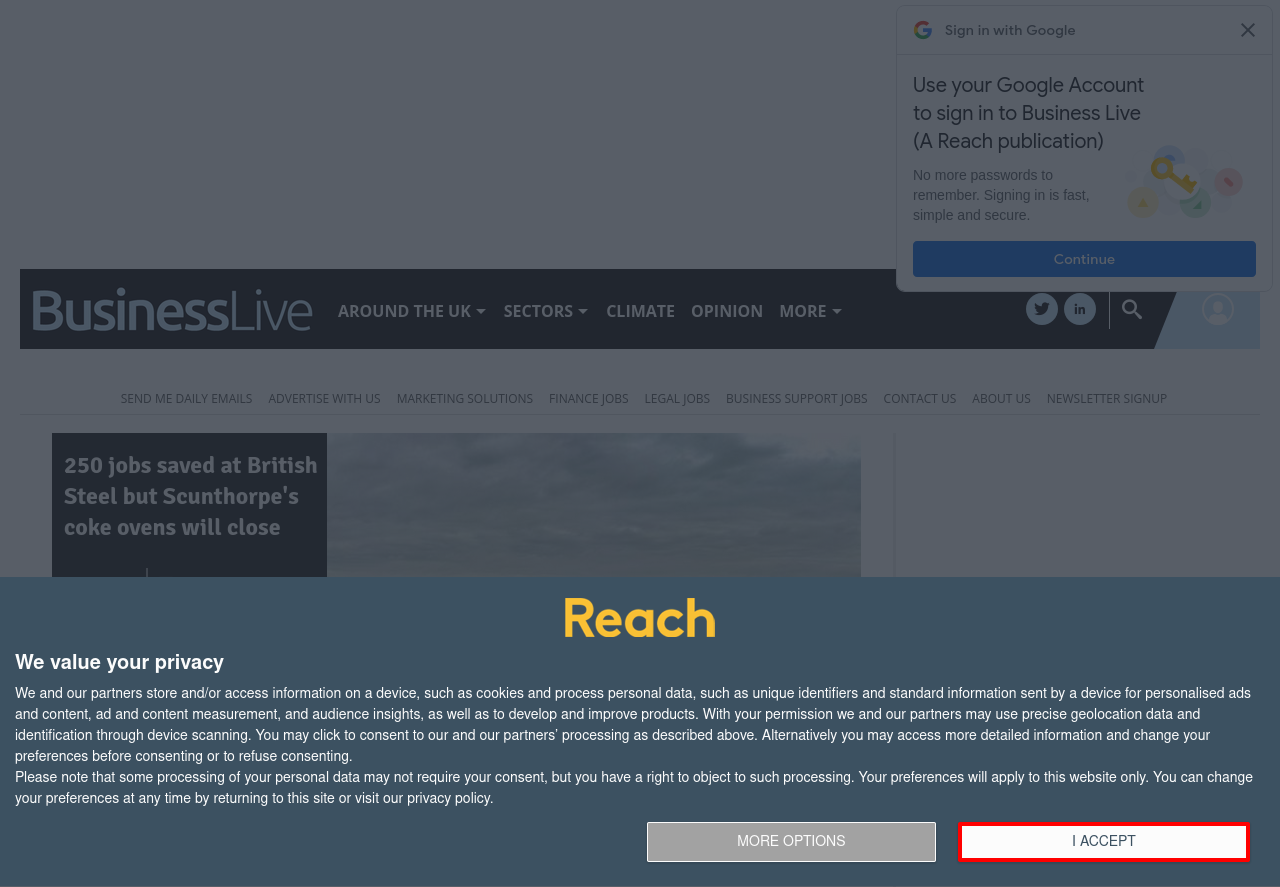 Sign in with Google
Use your Google Account
to sign in to Business Live
(A Reach publication)
No more passwords to
remember. Signing in is fast,
simple and secure.
Continue
BusinessLive
AROUND THE UK SECTORS CLIMATE OPINION MORE
in
SEND ME DAILY EMAILS ADVERTISE WITH US MARKETING SOLUTIONS FINANCE JOBS LEGAL JOBS BUSINESS SUPPORT JOBS CONTACT US ABOUT US NEWSLETTER SIGNUP
250 jobs saved at British
Steel but Scunthorpe's
coke ovens will close
Reach
We value your privacy
We and our partners store and/or access information on a device, such as cookies and process personal data, such as unique identifiers and standard information sent by a device for personalised ads
and content, ad and content measurement, and audience insights, as well as to develop and improve products. With your permission we and our partners may use precise geolocation data and
identification through device scanning. You may click to consent to our and our partners’ processing as described above. Alternatively you may access more detailed information and change your
preferences before consenting or to refuse consenting.
Please note that some processing of your personal data may not require your consent, but you have a right to object to such processing. Your preferences will apply to this website only. You can change
your preferences at any time by returning to this site or visit our privacy policy.
MORE OPTIONS
I ACCEPT